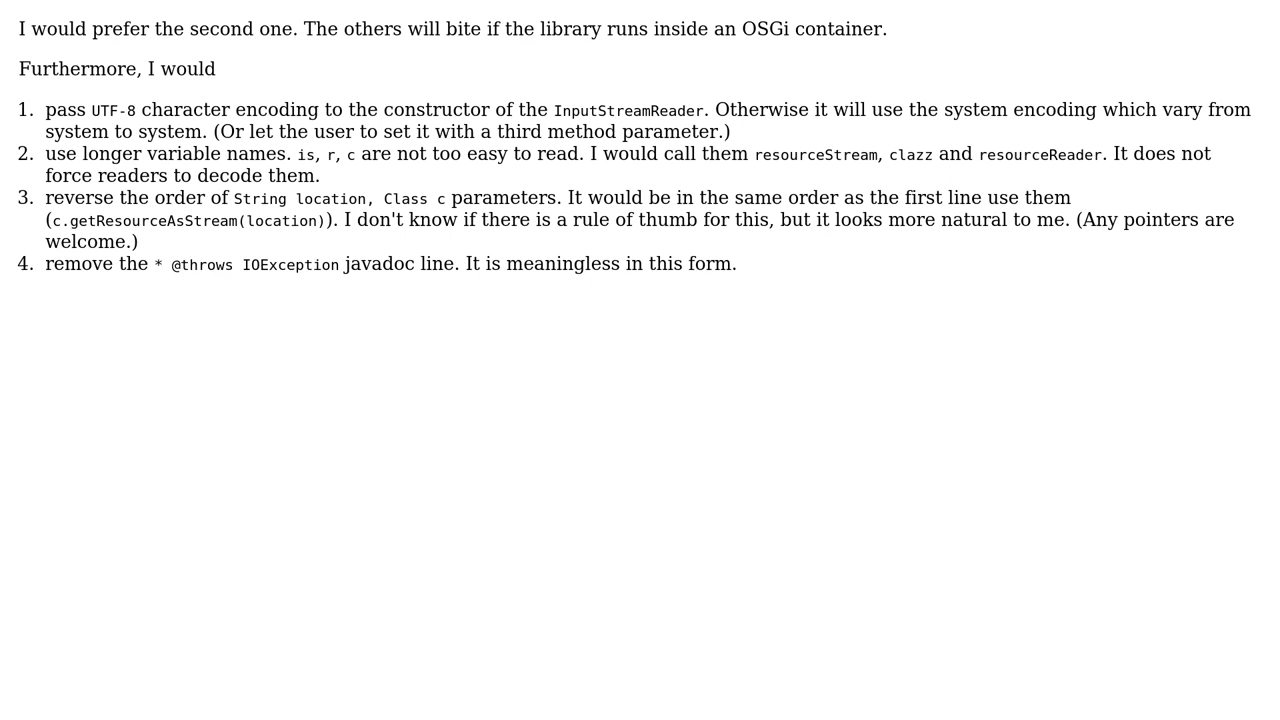 I would prefer the second one. The others will bite if the library runs inside an OSGi container.
Furthermore, I would
1. pass UTF-8 character encoding to the constructor of the InputStreamReader. Otherwise it will use the system encoding which vary from
system to system. (Or let the user to set it with a third method parameter.)
2. use longer variable names. is, r, c are not too easy to read. I would call them resourceStream, clazz and resourceReader. It does not
force readers to decode them.
3. reverse the order of String location, Class c parameters. It would be in the same order as the first line use them
(c.getResourceAsStream(location)). I don't know if there is a rule of thumb for this, but it looks more natural to me. (Any pointers are
welcome.)
4. remove the * @throws IOException javadoc line. It is meaningless in this form.